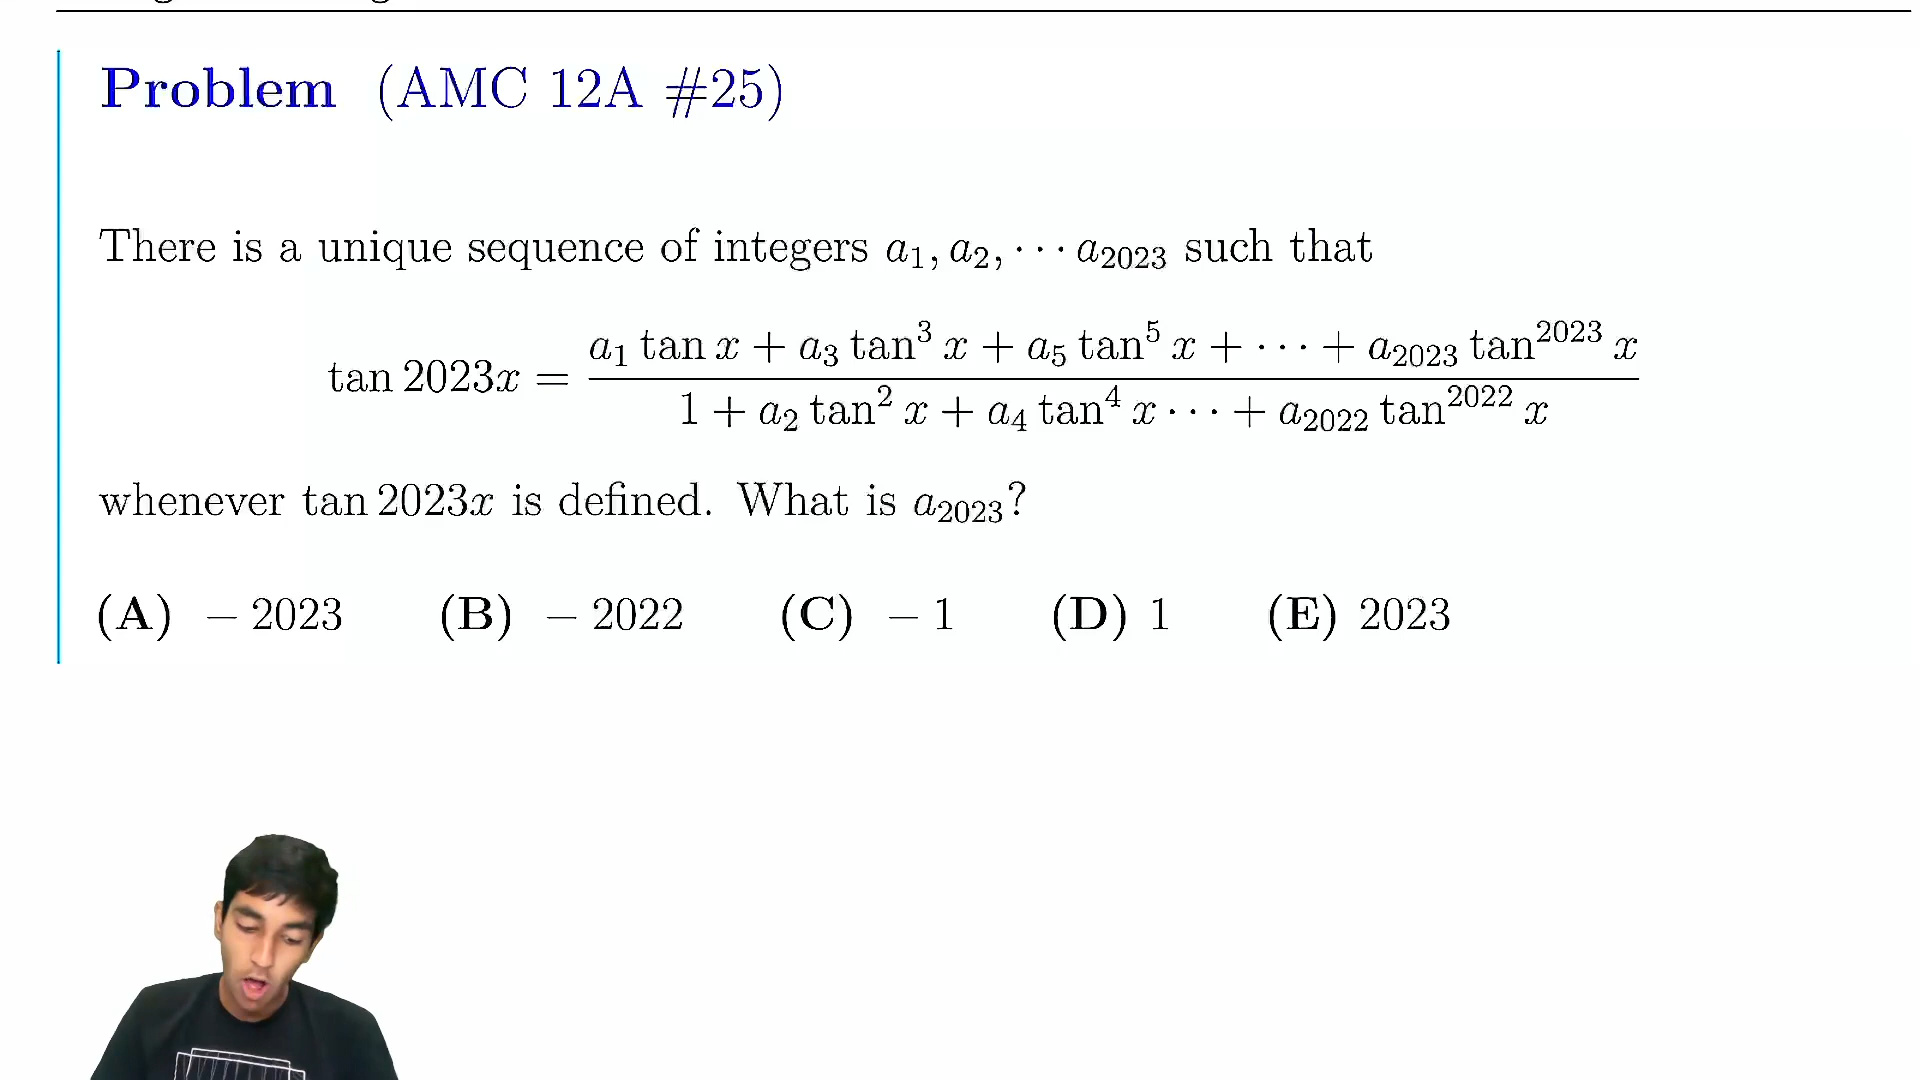 Problem (AMC 12A #25)
There is a unique sequence of integers a₁, a₂, ⋯ a₂₀₂₃ such that
tan 2023x = \frac{a₁ tan x + a₃ tan³ x + a₅ tan⁵ x + ⋯ + a₂₀₂₃ tan²⁰²³ x}{1 + a₂ tan² x + a₄ tan⁴ x ⋯ + a₂₀₂₂ tan²⁰²² x}
whenever tan 2023x is defined. What is a₂₀₂₃?
(A) − 2023 (B) − 2022 (C) − 1 (D) 1 (E) 2023